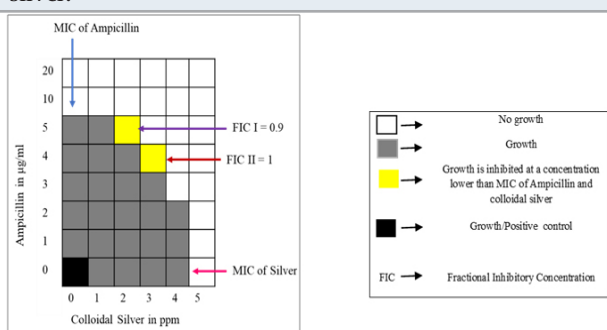 MIC of Ampicillin
20
10
5
4
3
2
1
0
Ampicillin in µg/ml
FIC I = 0.9
FIC II = 1
MIC of Silver
0 1 2 3 4 5
Colloidal Silver in ppm
No growth
Growth
Growth is inhibited at a concentration
lower than MIC of Ampicillin and
colloidal silver
Growth/Positive control
FIC
Fractional Inhibitory Concentration